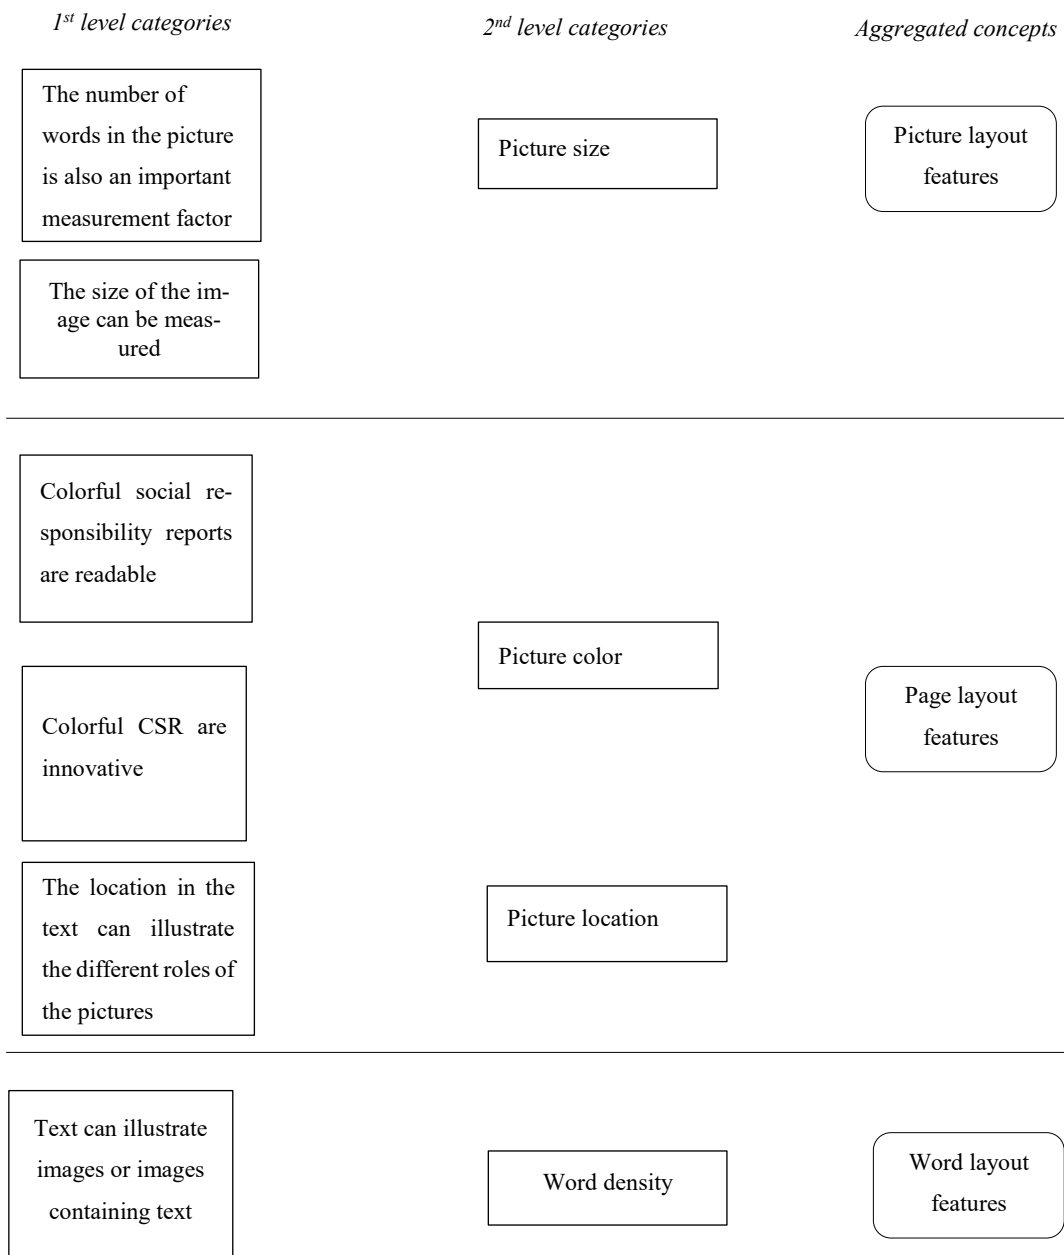 1st level categories
2nd level categories
Aggregated concepts
The number of
words in the picture
is also an important
measurement factor
Picture size
Picture layout
features
The size of the im-
age can be meas-
ured
Colorful social re-
sponsibility reports
are readable
Picture color
Colorful CSR are
innovative
Page layout
features
The location in the
text can illustrate
the different roles of
the pictures
Picture location
Text can illustrate
images or images
containing text
Word density
Word layout
features